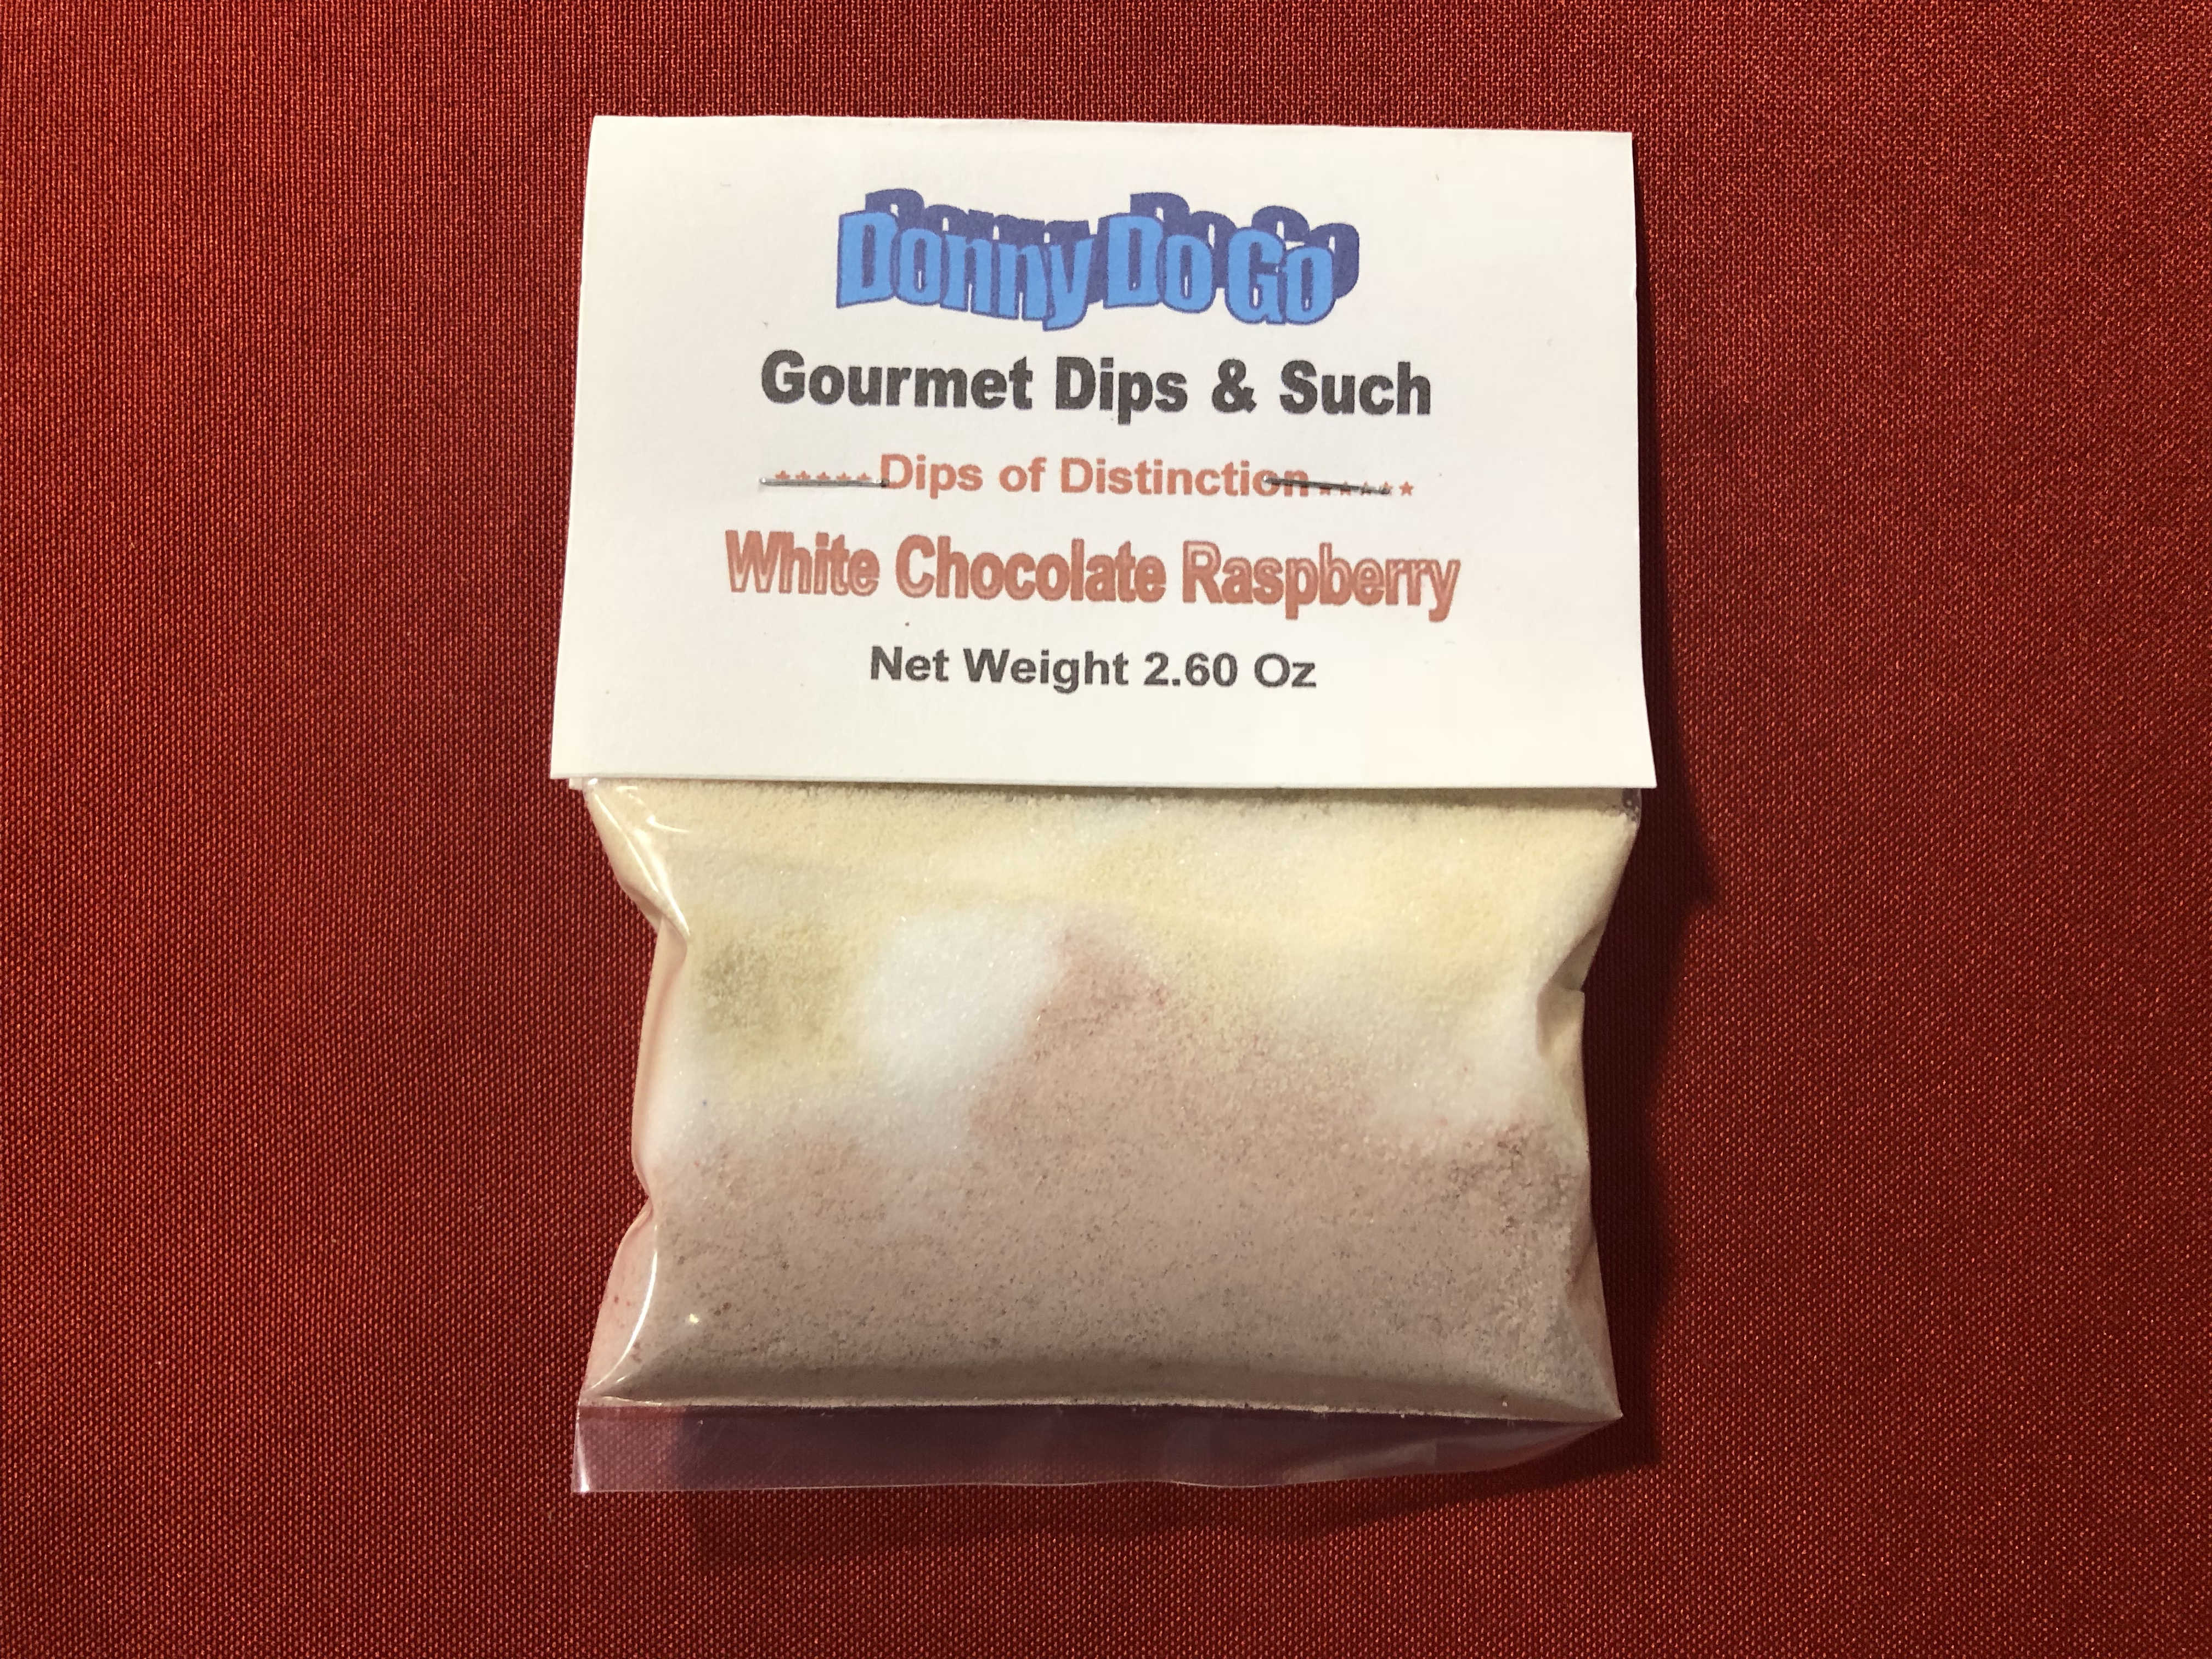 Donny Do Go
Gourmet Dips & Such
★★★★★Dips of Distinction★★★★★
White Chocolate Raspberry
Net Weight 2.60 Oz